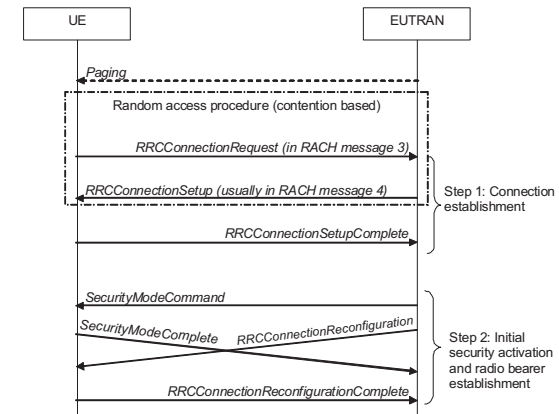 UE
EUTRAN
Paging
Random access procedure (contention based)
RRCConnectionRequest (in RACH message 3)
RRCConnectionSetup (usually in RACH message 4)
Step 1: Connection
establishment
RRCConnectionSetupComplete
SecurityModeCommand
SecurityModeComplete
RRCConnectionReconfiguration
Step 2: Initial
security activation
and radio bearer
establishment
RRCConnectionReconfigurationComplete